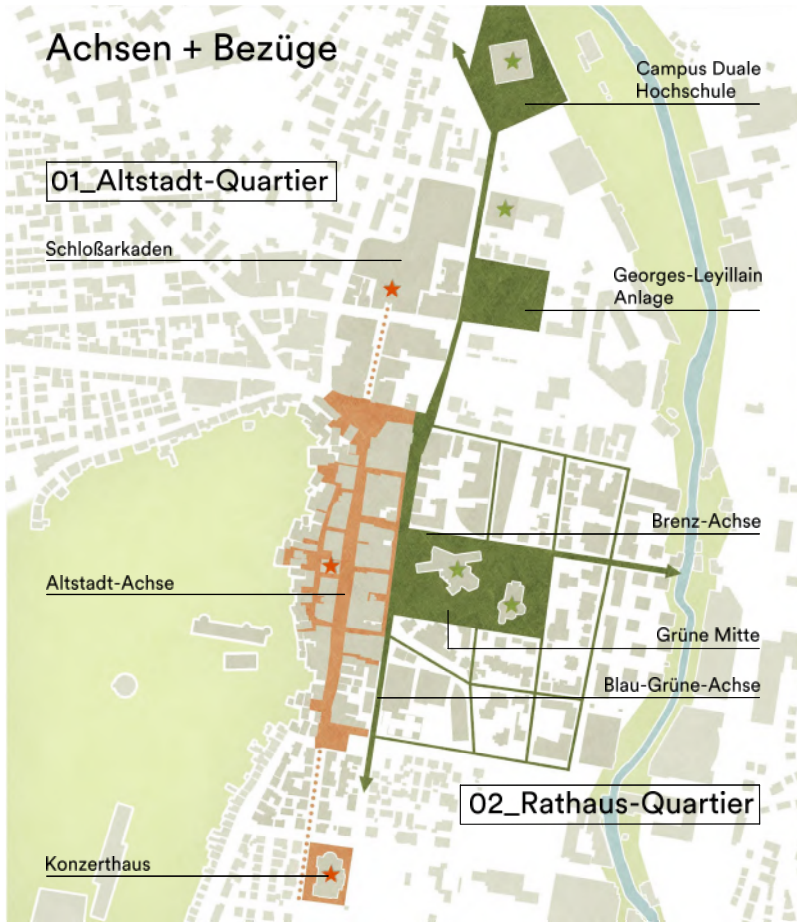 Achsen + Bezüge
Campus Duale
Hochschule
01_Altstadt-Quartier
Schloßarkaden
Georges-Leyillain
Anlage
Brenz-Achse
Altstadt-Achse
Grüne Mitte
Blau-Grüne-Achse
02_Rathaus-Quartier
Konzerthaus